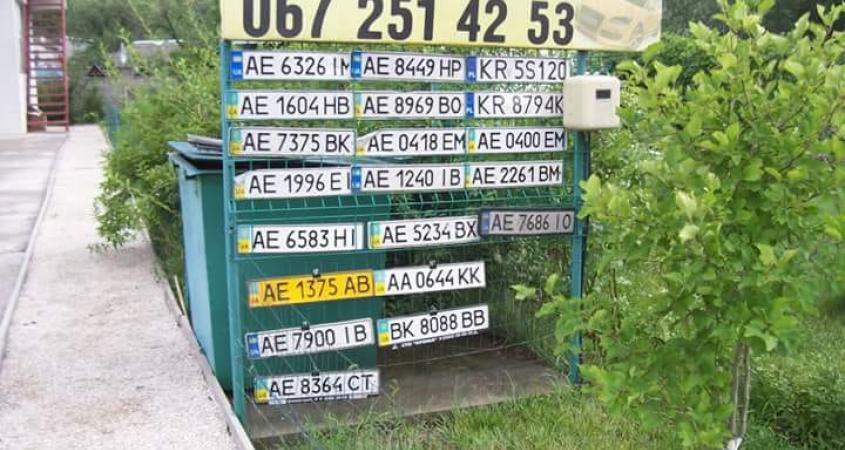 067 251 42 53
AE 6326 IM AE 8449 HP KR 5S120
AE 1604 HB AE 8969 BO KR 8794K
AE 7375 BK AE 0418 EM AE 0400 EM
AE 1996 EI AE 1240 IB AE 2261 BM
AE 6583 HI AE 5234 BX AE 7686 IO
AE 1375 AB AA 0644 KK
AE 7900 IB BK 8088 BB
AE 8364 CT